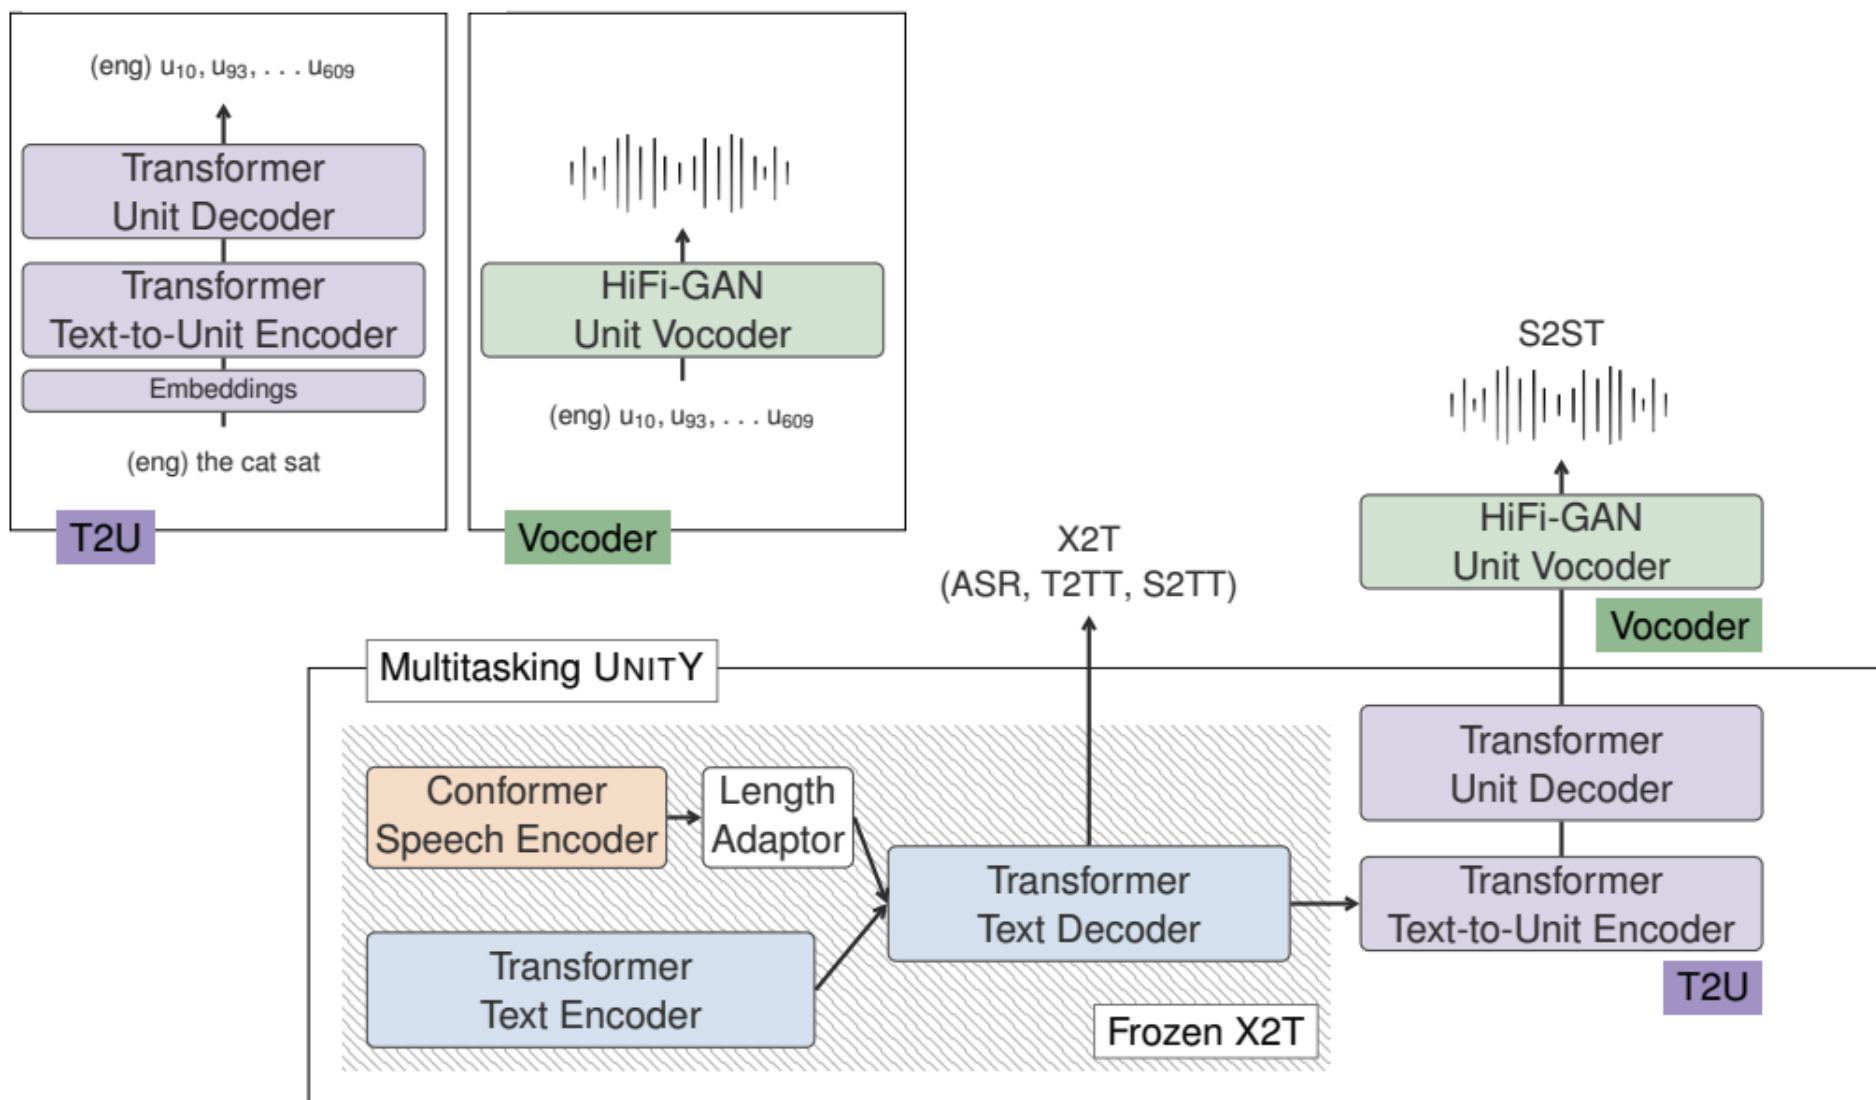 (eng) u₁₀, u₉₃, . . . u₆₀₉
Transformer
Unit Decoder
Transformer
Text-to-Unit Encoder
Embeddings
(eng) the cat sat
T2U
HiFi-GAN
Unit Vocoder
(eng) u₁₀, u₉₃, . . . u₆₀₉
Vocoder
X2T
(ASR, T2TT, S2TT)
S2ST
HiFi-GAN
Unit Vocoder
Vocoder
Multitasking UNITY
Conformer
Speech Encoder
Length
Adaptor
Transformer
Text Encoder
Transformer
Text Decoder
Frozen X2T
Transformer
Unit Decoder
Transformer
Text-to-Unit Encoder
T2U